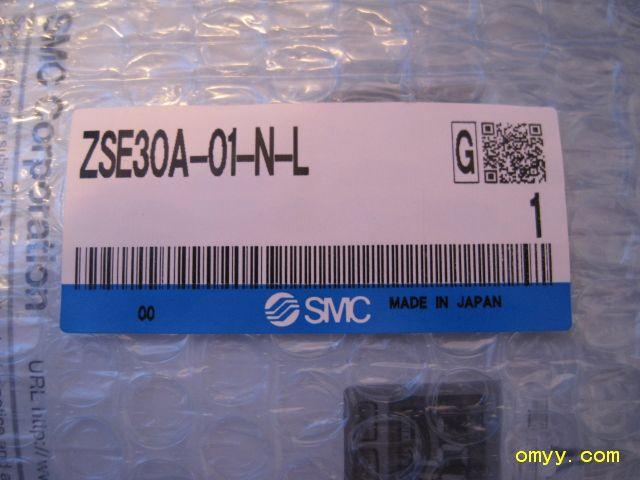 ZSE30A-01-N-L
G
1
00
SMC
MADE IN JAPAN
SMC Corporation
URL http://w
omyy.com